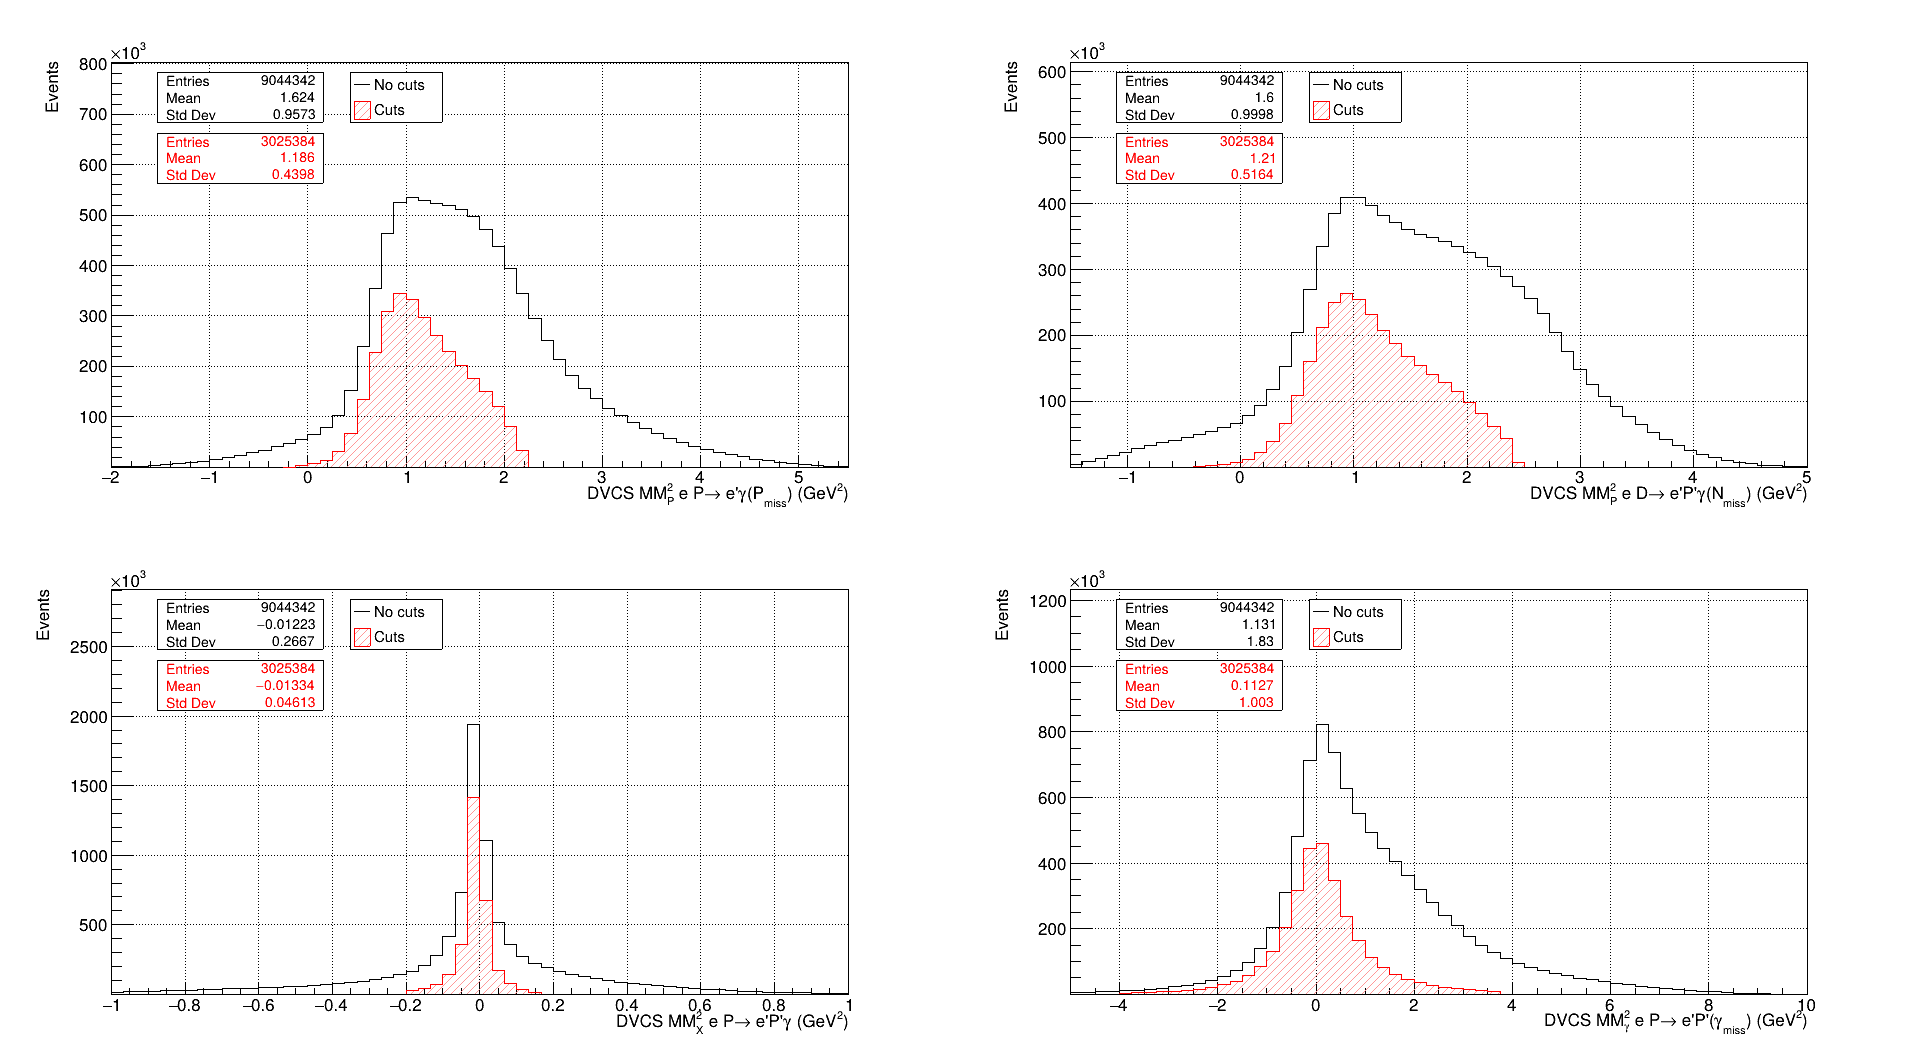 ×10³
Events
800
700
600
500
400
300
200
100
Entries 9044342
Mean 1.624
Std Dev 0.9573
Entries 3025384
Mean 1.186
Std Dev 0.4398
No cuts
Cuts
−2 −1 0 1 2 3 4 5
DVCS MM²_P e P→ e'γ(P_miss) (GeV²)
×10³
Events
600
500
400
300
200
100
Entries 9044342
Mean 1.6
Std Dev 0.9998
Entries 3025384
Mean 1.21
Std Dev 0.5164
No cuts
Cuts
−1 0 1 2 3 4 5
DVCS MM²_P e D→ e'P'γ(N_miss) (GeV²)
×10³
Events
2500
2000
1500
1000
500
Entries 9044342
Mean −0.01223
Std Dev 0.2667
Entries 3025384
Mean −0.01334
Std Dev 0.04613
No cuts
Cuts
−1 −0.8 −0.6 −0.4 −0.2 0 0.2 0.4 0.6 0.8 1
DVCS MM²_X e P→ e'P'γ (GeV²)
×10³
Events
1200
1000
800
600
400
200
Entries 9044342
Mean 1.131
Std Dev 1.83
Entries 3025384
Mean 0.1127
Std Dev 1.003
No cuts
Cuts
−4 −2 0 2 4 6 8 10
DVCS MM²_γ e P→ e'P'(γ_miss) (GeV²)